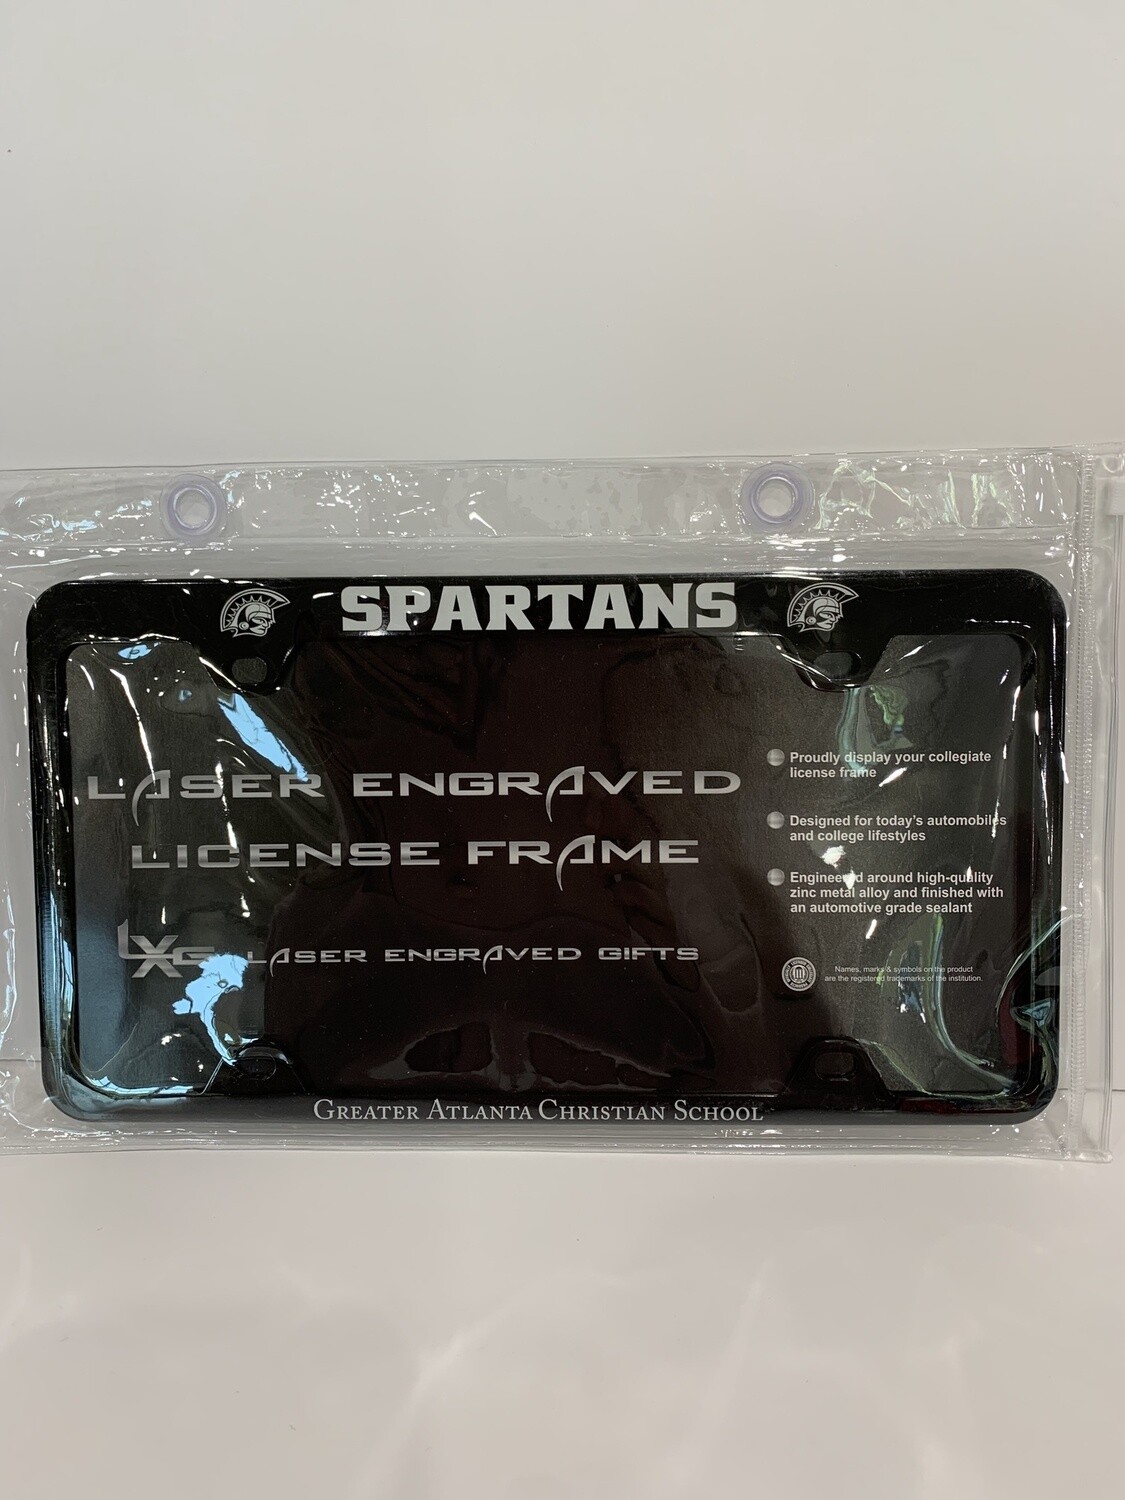 SPARTANS
LASER ENGRAVED
LICENSE FRAME
LXG LASER ENGRAVED GIFTS
Proudly display your collegiate
license frame
Designed for today's automobiles
and college lifestyles
Engineered around high-quality
zinc metal alloy and finished with
an automotive grade sealant
Names, marks & symbols on the product
are the registered trademarks of the institution.
GREATER ATLANTA CHRISTIAN SCHOOL